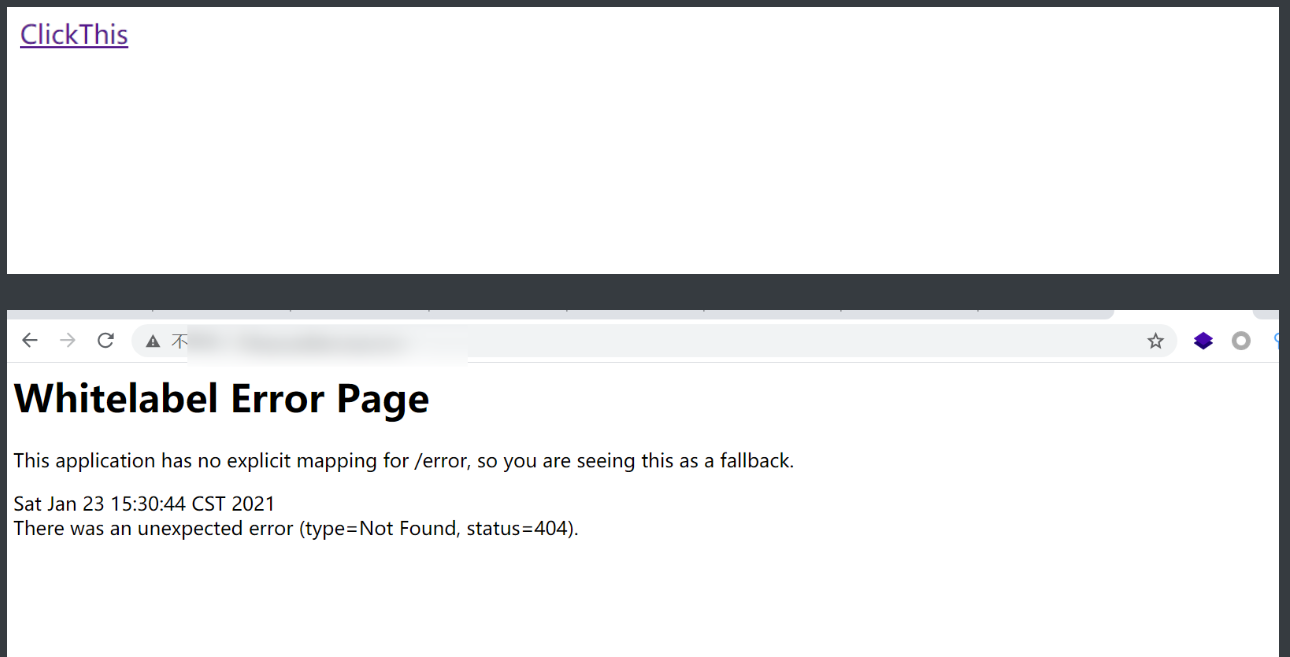 ClickThis
不
Whitelabel Error Page
This application has no explicit mapping for /error, so you are seeing this as a fallback.
Sat Jan 23 15:30:44 CST 2021
There was an unexpected error (type=Not Found, status=404).